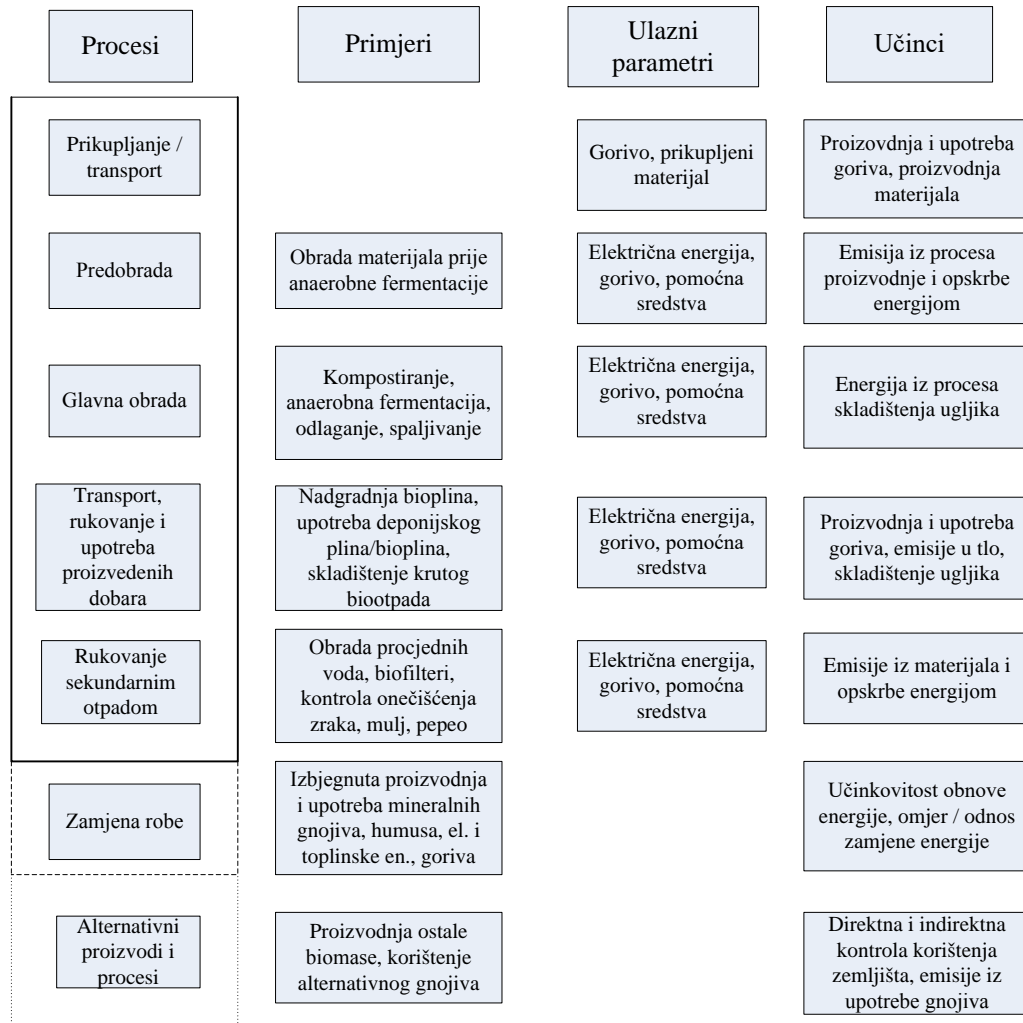 Procesi
Primjeri
Ulazni
parametri
Učinci
Prikupljanje /
transport
Gorivo, prikupljeni
materijal
Proizovdnja i upotreba
goriva, proizvodnja
materijala
Predobrada
Obrada materijala prije
anaerobne fermentacije
Električna energija,
gorivo, pomoćna
sredstva
Emisija iz procesa
proizvodnje i opskrbe
energijom
Glavna obrada
Kompostiranje,
anaerobna fermentacija,
odlaganje, spaljivanje
Električna energija,
gorivo, pomoćna
sredstva
Energija iz procesa
skladištenja ugljika
Transport,
rukovanje i
upotreba
proizvedenih
dobara
Nadgradnja bioplina,
upotreba deponijskog
plina/bioplina,
skladištenje krutog
biootpada
Električna energija,
gorivo, pomoćna
sredstva
Proizvodnja i upotreba
goriva, emisije u tlo,
skladištenje ugljika
Rukovanje
sekundarnim
otpadom
Obrada procjednih
voda, biofilteri,
kontrola onečišćenja
zraka, mulj, pepeo
Električna energija,
gorivo, pomoćna
sredstva
Emisije iz materijala i
opskrbe energijom
Zamjena robe
Izbjegnuta proizvodnja
i upotreba mineralnih
gnojiva, humusa, el. i
toplinske en., goriva
Učinkovitost obnove
energije, omjer / odnos
zamjene energije
Alternativni
proizvodi i
procesi
Proizvodnja ostale
biomase, korištenje
alternativnog gnojiva
Direktna i indirektna
kontrola korištenja
zemljišta, emisije iz
upotrebe gnojiva